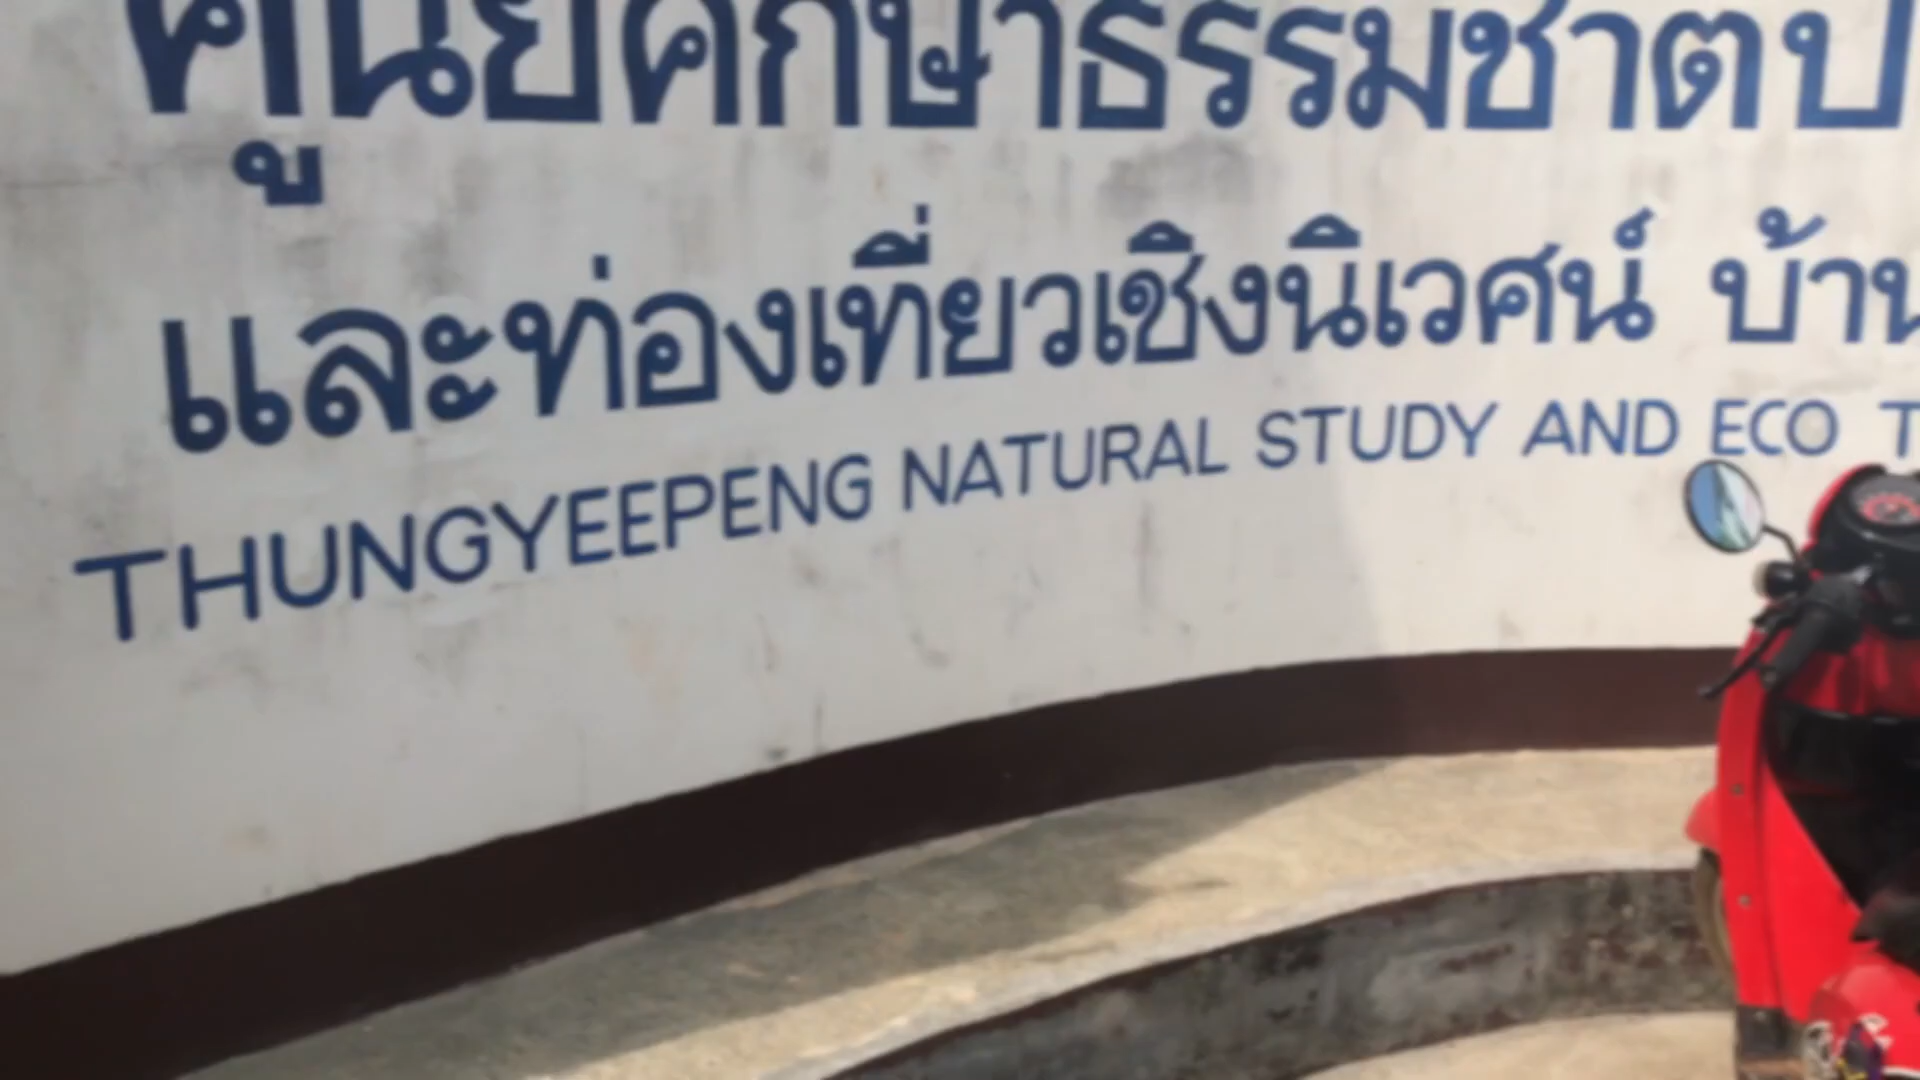 ศูนย์ศึกษาธรรมชาติป
และท่องเที่ยวเชิงนิเวศน์ บ้าน
THUNGYEEPENG NATURAL STUDY AND ECO T